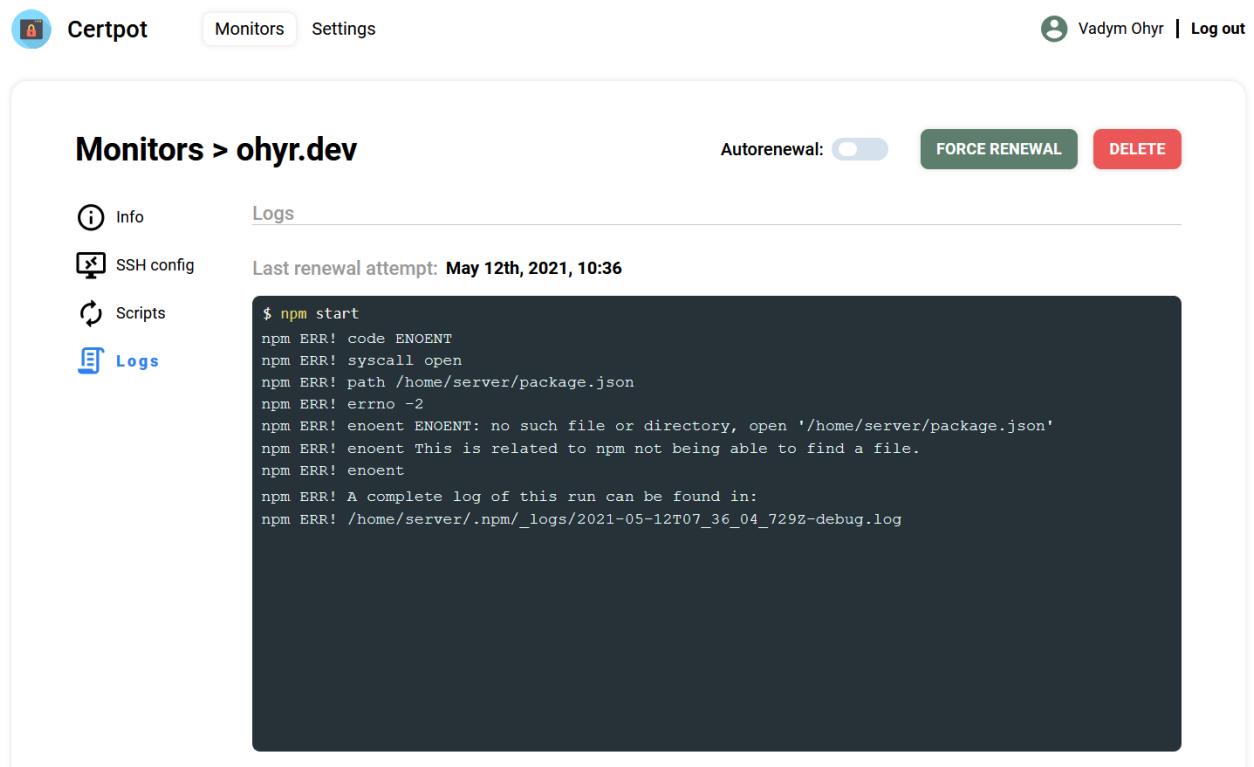 Certpot Monitors Settings Vadym Ohyr | Log out
Monitors > ohyr.dev
Autorenewal: FORCE RENEWAL DELETE
Info
SSH config
Scripts
Logs
Logs
Last renewal attempt: May 12th, 2021, 10:36
$ npm start
npm ERR! code ENOENT
npm ERR! syscall open
npm ERR! path /home/server/package.json
npm ERR! errno -2
npm ERR! enoent ENOENT: no such file or directory, open '/home/server/package.json'
npm ERR! enoent This is related to npm not being able to find a file.
npm ERR! enoent
npm ERR! A complete log of this run can be found in:
npm ERR! /home/server/.npm/_logs/2021-05-12T07_36_04_729Z-debug.log